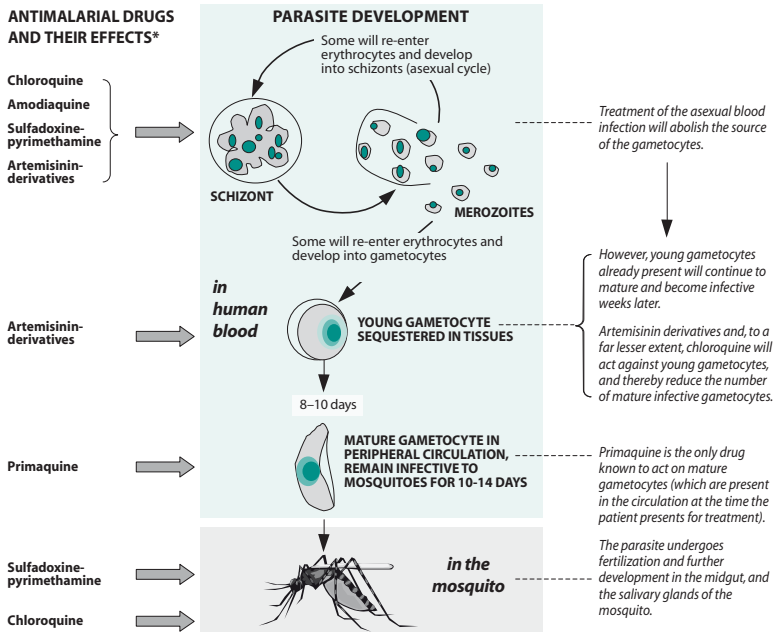 ANTIMALARIAL DRUGS
AND THEIR EFFECTS*
PARASITE DEVELOPMENT
Some will re-enter
erythrocytes and develop
into schizonts (asexual cycle)
Chloroquine
Amodiaquine
Sulfadoxine-
pyrimethamine
Artemisinin-
derivatives
SCHIZONT
MEROZOITES
Treatment of the asexual blood
infection will abolish the source
of the gametocytes.
Some will re-enter erythrocytes and
develop into gametocytes
in
human
blood
Artemisinin-
derivatives
YOUNG GAMETOCYTE
SEQUESTERED IN TISSUES
However, young gametocytes
already present will continue to
mature and become infective
weeks later.
Artemisinin derivatives and, to a
far lesser extent, chloroquine will
act against young gametocytes,
and thereby reduce the number
of mature infective gametocytes.
8–10 days
Primaquine
MATURE GAMETOCYTE IN
PERIPHERAL CIRCULATION,
REMAIN INFECTIVE TO
MOSQUITOES FOR 10-14 DAYS
Primaquine is the only drug
known to act on mature
gametocytes (which are present
in the circulation at the time the
patient presents for treatment).
Sulfadoxine-
pyrimethamine
Chloroquine
in the
mosquito
The parasite undergoes
fertilization and further
development in the midgut, and
the salivary glands of the
mosquito.